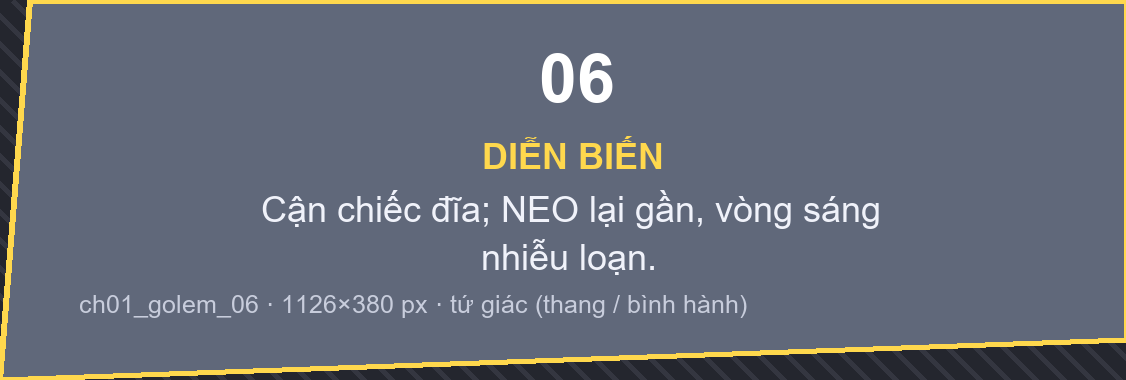 06
DIỄN BIẾN
Cận chiếc đĩa; NEO lại gần, vòng sáng
nhiễu loạn.
ch01_golem_06 · 1126×380 px · tứ giác (thang / bình hành)